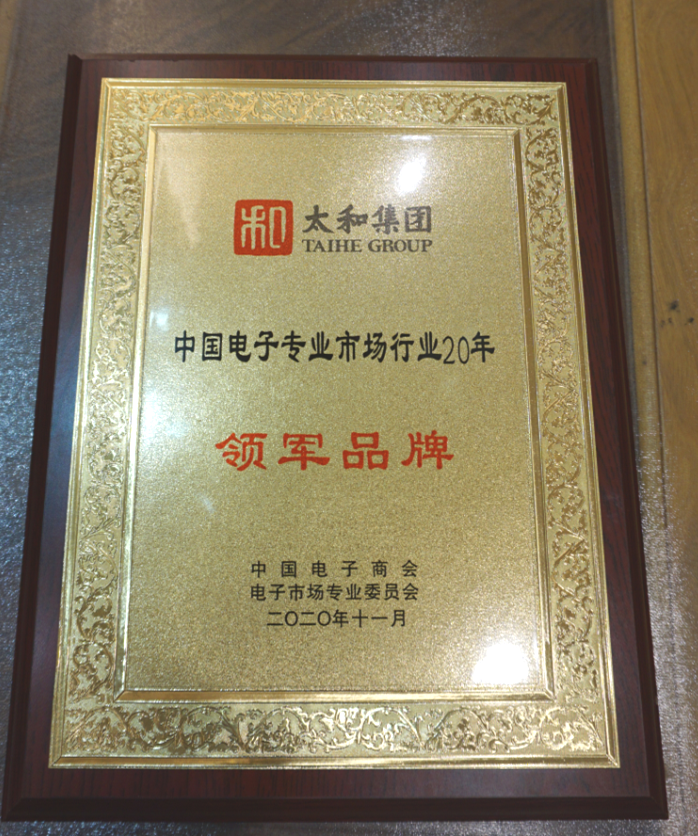 和 太和集团
TAIHE GROUP
中国电子专业市场行业20年
领军品牌
中国电子商会
电子市场专业委员会
二〇二〇年十一月